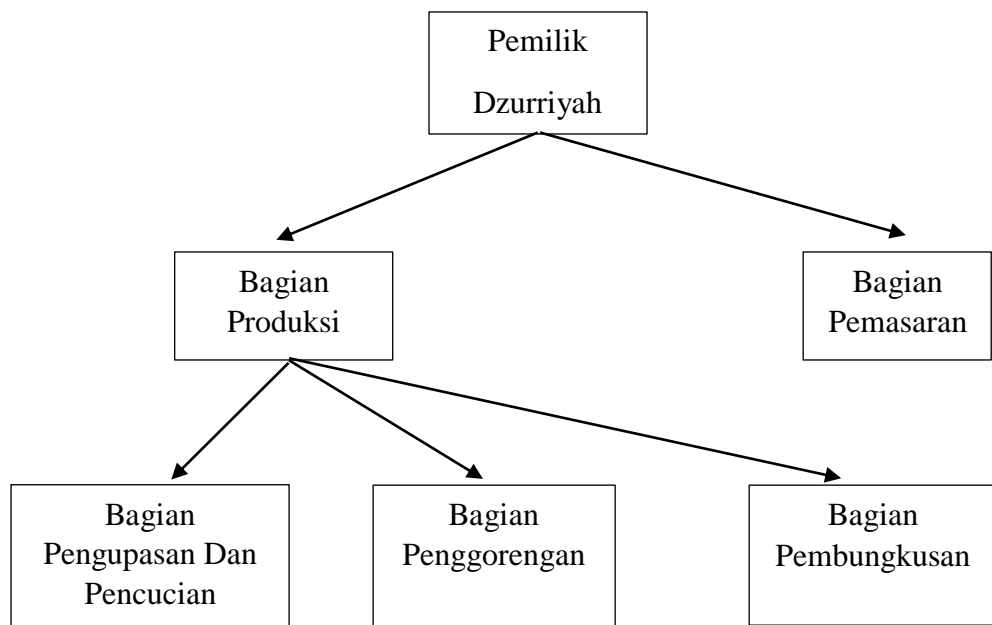 Pemilik
Dzurriyah
Bagian
Produksi
Bagian
Pemasaran
Bagian
Pengupasan Dan
Pencucian
Bagian
Penggorengan
Bagian
Pembungkusan